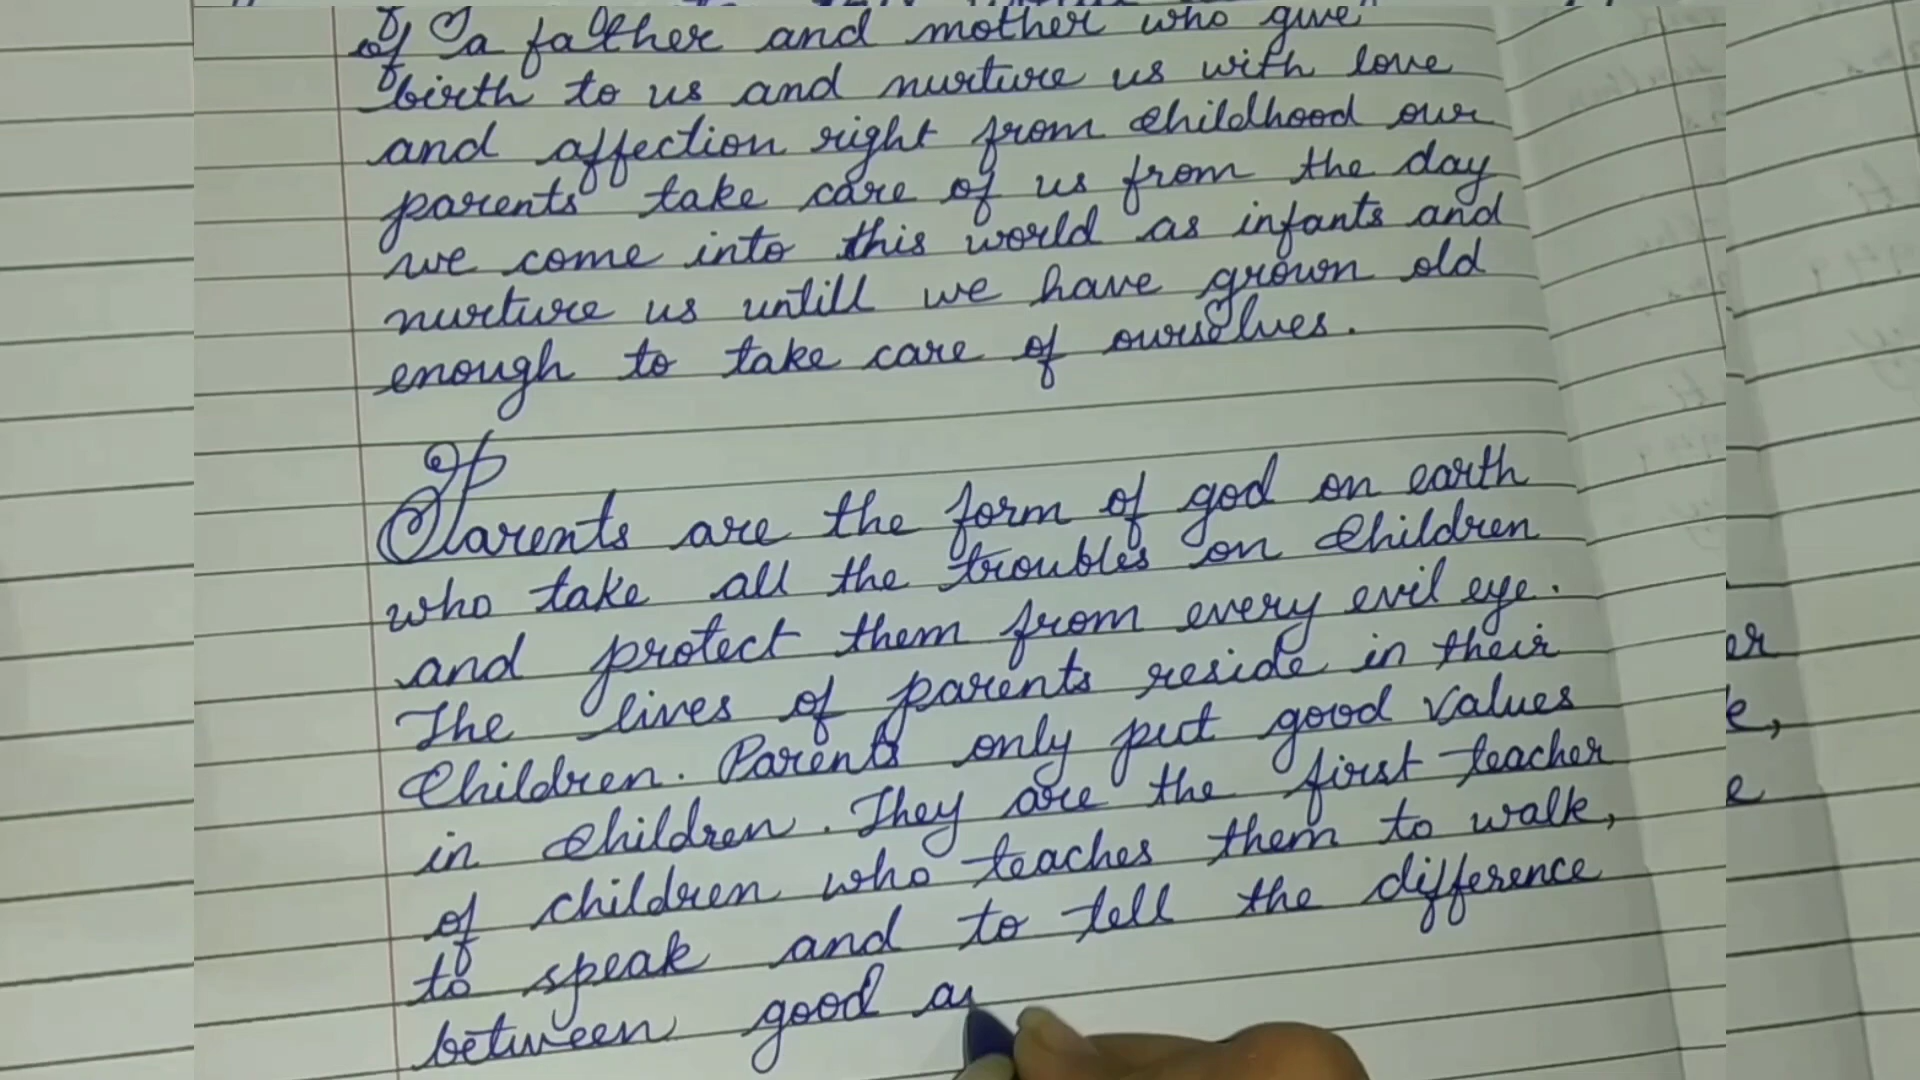 of a father and mother who give
birth to us and nurture us with love
and affection right from childhood our
parents take care of us from the day
we come into this world as infants and
nurture us untill we have grown old
enough to take care of ourselves.
Parents are the form of god on earth
who take all the troubles on children
and protect them from every evil eye.
The lives of parents reside in their
Children. Parents only put good values
in children. They are the first teacher
of children who teaches them to walk,
to speak and to tell the difference
between good